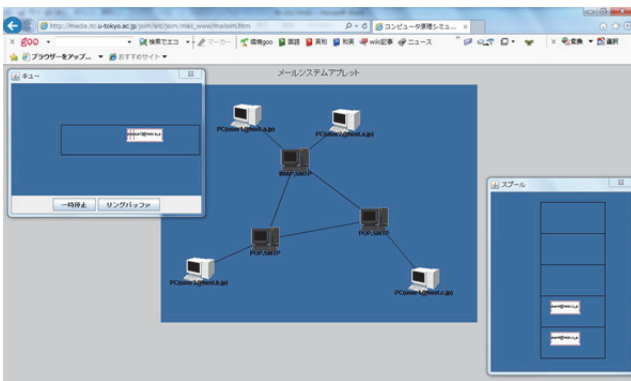 http://media.itc.u-tokyo.ac.jp/join/src/join/mail_www/mailsim.htm
コンピュータ原理シミュ...
goo
検索でエコ
マーカー
環境goo
国語
英和
和英
wiki記事
ニュース
文換
選択
ブラウザーをアップ...
おすすめサイト
キュー
メールシステムアプレット
PC(user1@host.a.jp)
PC(user2@host.a.jp)
IMAP,SMTP
一時停止
リングバッファ
スプール
POP,SMTP
POP,SMTP
PC(user3@host.b.jp)
PC(user4@host.c.jp)